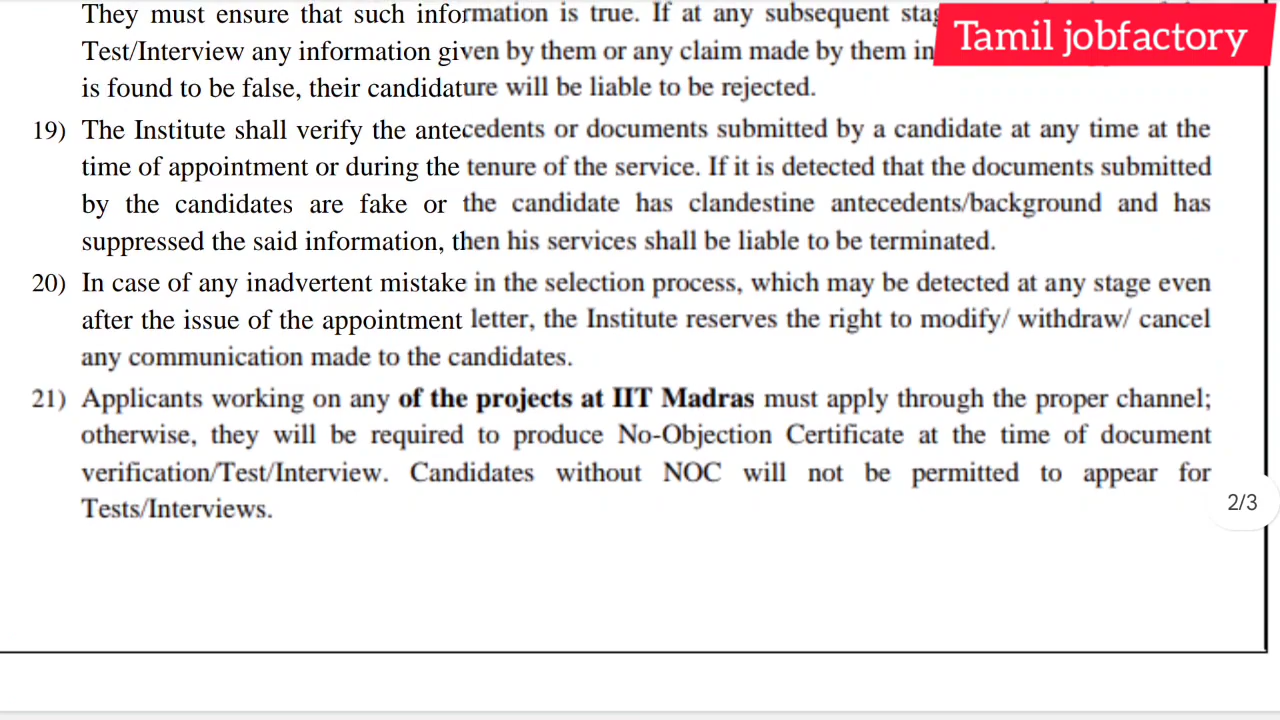 They must ensure that such information is true. If at any subsequent
Tamil jobfactory
Test/Interview any information given by them or any claim made by them in
is found to be false, their candidature will be liable to be rejected.
19) The Institute shall verify the antecedents or documents submitted by a candidate at any time at the
time of appointment or during the tenure of the service. If it is detected that the documents submitted
by the candidates are fake or the candidate has clandestine antecedents/background and has
suppressed the said information, then his services shall be liable to be terminated.
20) In case of any inadvertent mistake in the selection process, which may be detected at any stage even
after the issue of the appointment letter, the Institute reserves the right to modify/ withdraw/ cancel
any communication made to the candidates.
21) Applicants working on any of the projects at IIT Madras must apply through the proper channel;
otherwise, they will be required to produce No-Objection Certificate at the time of document
verification/Test/Interview. Candidates without NOC will not be permitted to appear for
Tests/Interviews.
2/3